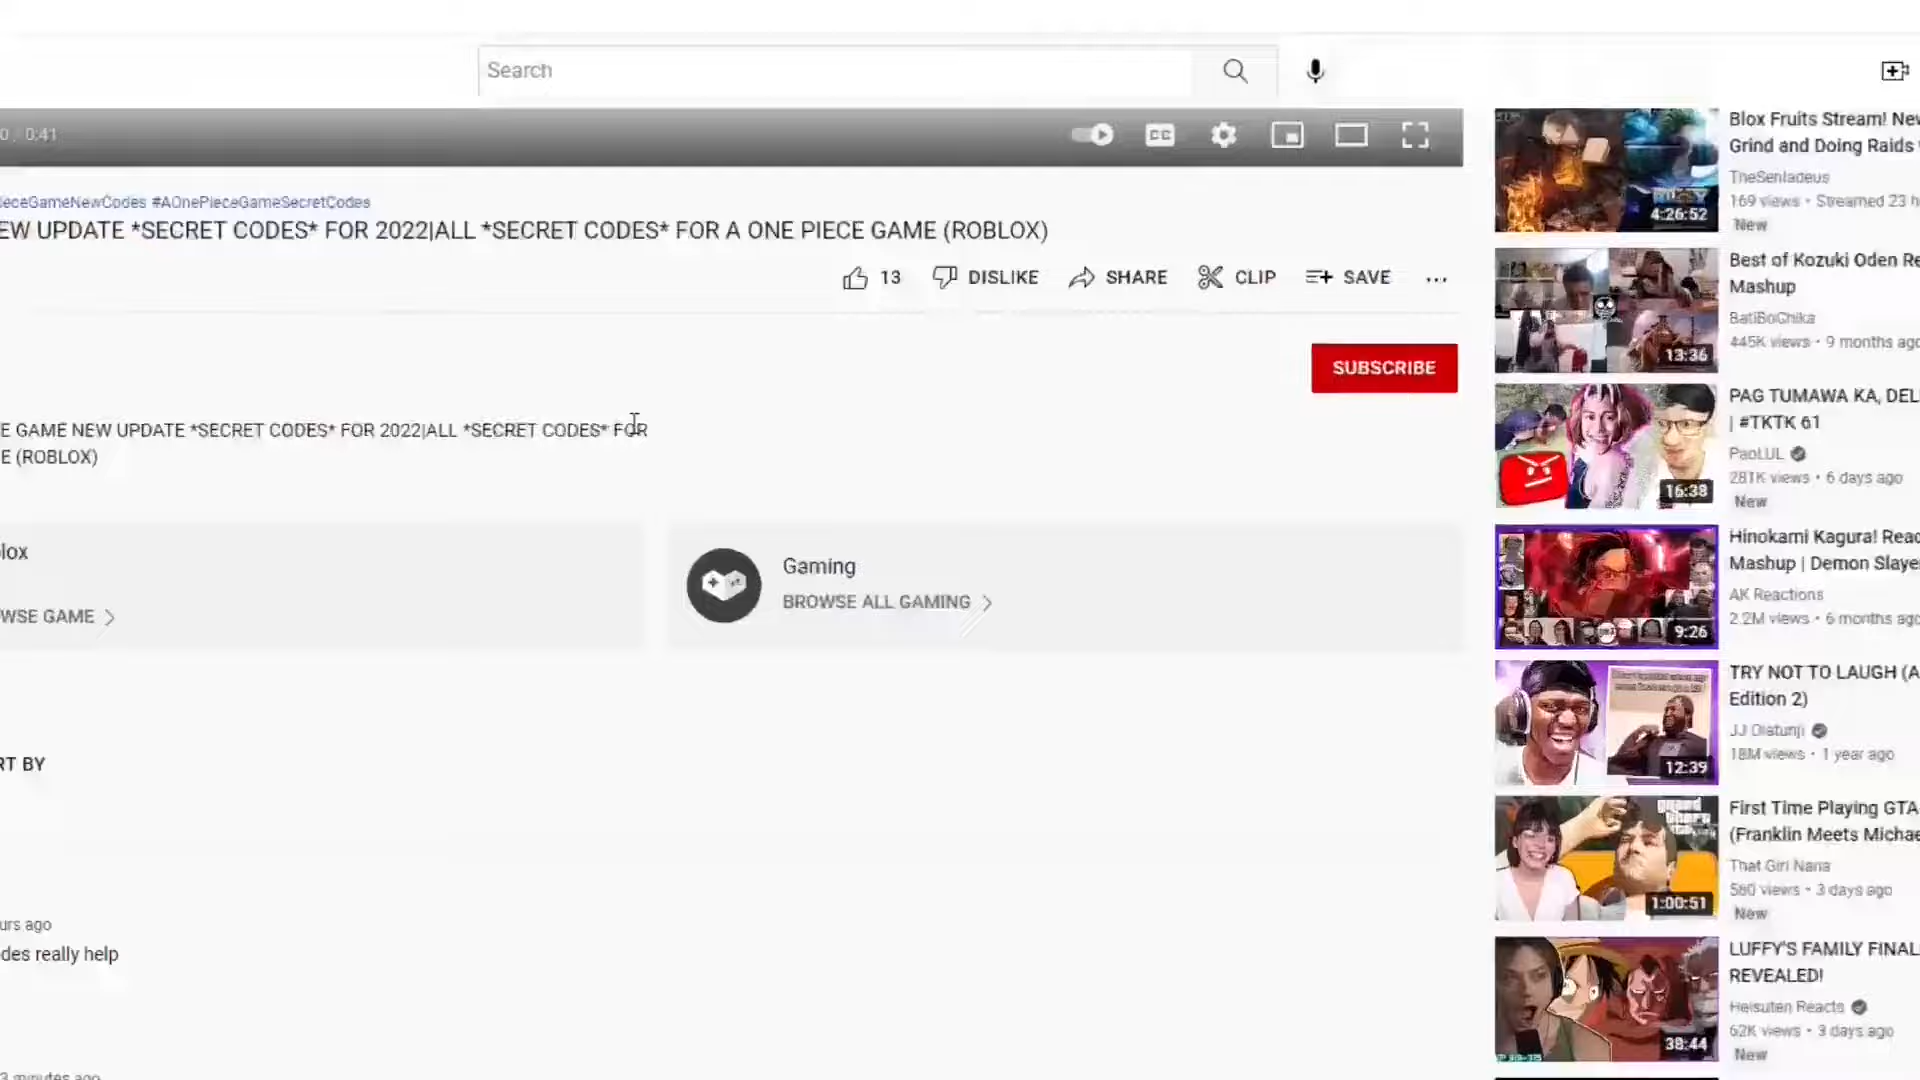 Search
0:41
ieceGameNewCodes #AOnePieceGameSecretCodes
EW UPDATE *SECRET CODES* FOR 2022|ALL *SECRET CODES* FOR A ONE PIECE GAME (ROBLOX)
13 DISLIKE SHARE CLIP SAVE
SUBSCRIBE
E GAME NEW UPDATE *SECRET CODES* FOR 2022|ALL *SECRET CODES* FOR
E (ROBLOX)
lox
WSE GAME
Gaming
BROWSE ALL GAMING
RT BY
urs ago
des really help
3 minutes ago
Blox Fruits Stream! New
Grind and Doing Raids
TheSenladeus
169 views • Streamed 23 h
New
4:26:52
Best of Kozuki Oden Re
Mashup
BatiBoiChika
445K views • 9 months ago
13:36
PAG TUMAWA KA, DEL
| #TKTK 61
PaoLUL
281K views • 6 days ago
New
16:38
Hinokami Kagura! Reac
Mashup | Demon Slaye
AK Reactions
2.2M views • 6 months ago
9:26
TRY NOT TO LAUGH (A
Edition 2)
JJ Olatunji
18M views • 1 year ago
12:39
First Time Playing GTA
(Franklin Meets Michae
That Girl Nana
560 views • 3 days ago
New
1:00:51
LUFFY'S FAMILY FINAL
REVEALED!
Heisuten Reacts
62K views • 3 days ago
New
38:44